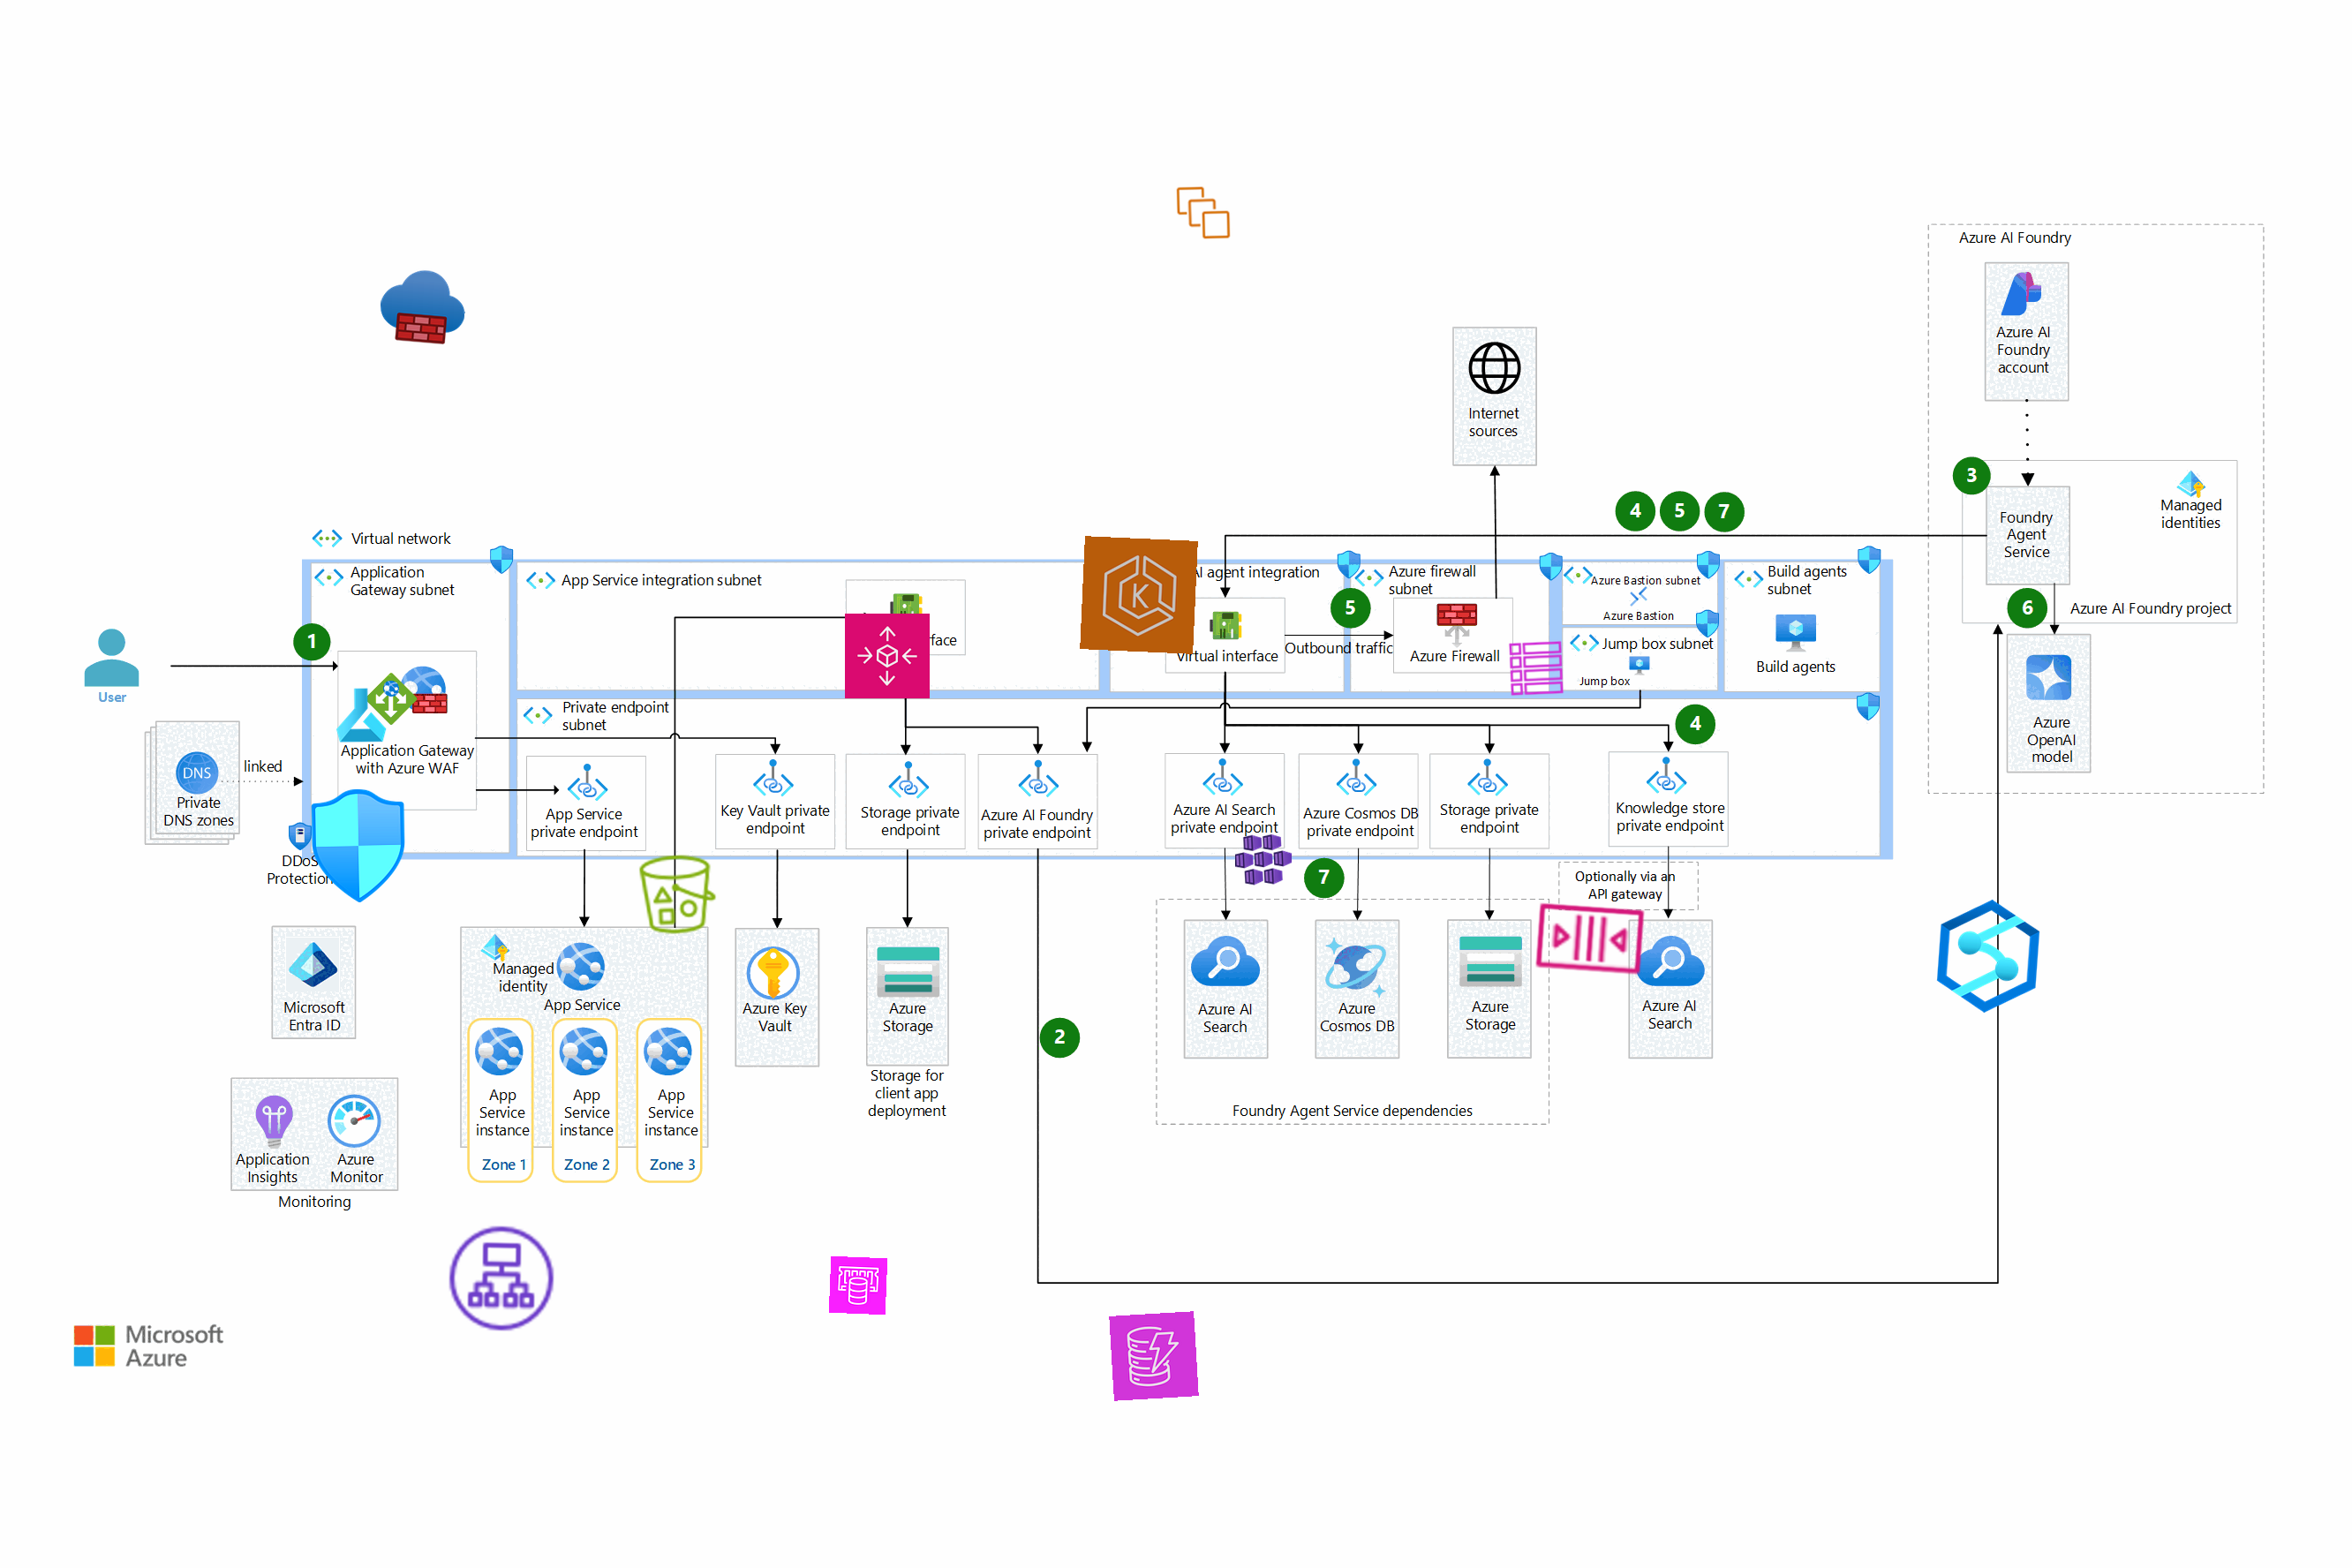 Azure AI Foundry
Azure AI
Foundry
account
Internet
sources
3
Managed
identities
4
5
7
Foundry
Agent
Service
6
Azure AI Foundry project
Azure
OpenAI
model
Virtual network
Application
Gateway subnet
App Service integration subnet
AI agent integration
Azure firewall
subnet
Azure Bastion subnet
Azure Bastion
Build agents
subnet
K
5
1
Virtual interface
Outbound traffic
Azure Firewall
Jump box subnet
Jump box
Build agents
User
Private endpoint
subnet
4
Application Gateway
with Azure WAF
linked
DNS
Private
DNS zones
DDoS
Protection
App Service
private endpoint
Key Vault private
endpoint
Storage private
endpoint
Azure AI Foundry
private endpoint
Azure AI Search
private endpoint
Azure Cosmos DB
private endpoint
Storage private
endpoint
Knowledge store
private endpoint
7
Optionally via an
API gateway
Microsoft
Entra ID
Managed
identity
App Service
Azure Key
Vault
Azure
Storage
Storage for
client app
deployment
2
Azure AI
Search
Azure
Cosmos DB
Azure
Storage
Azure AI
Search
Foundry Agent Service dependencies
App
Service
instance
Zone 1
App
Service
instance
Zone 2
App
Service
instance
Zone 3
Application
Insights
Azure
Monitor
Monitoring
Microsoft
Azure